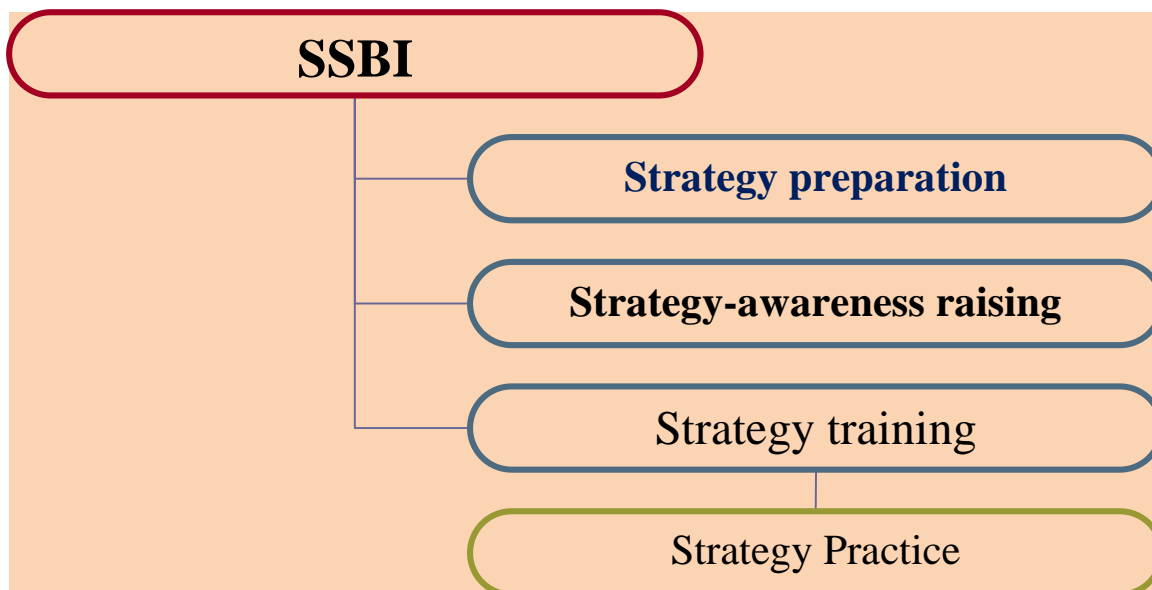 SSBI
Strategy preparation
Strategy-awareness raising
Strategy training
Strategy Practice